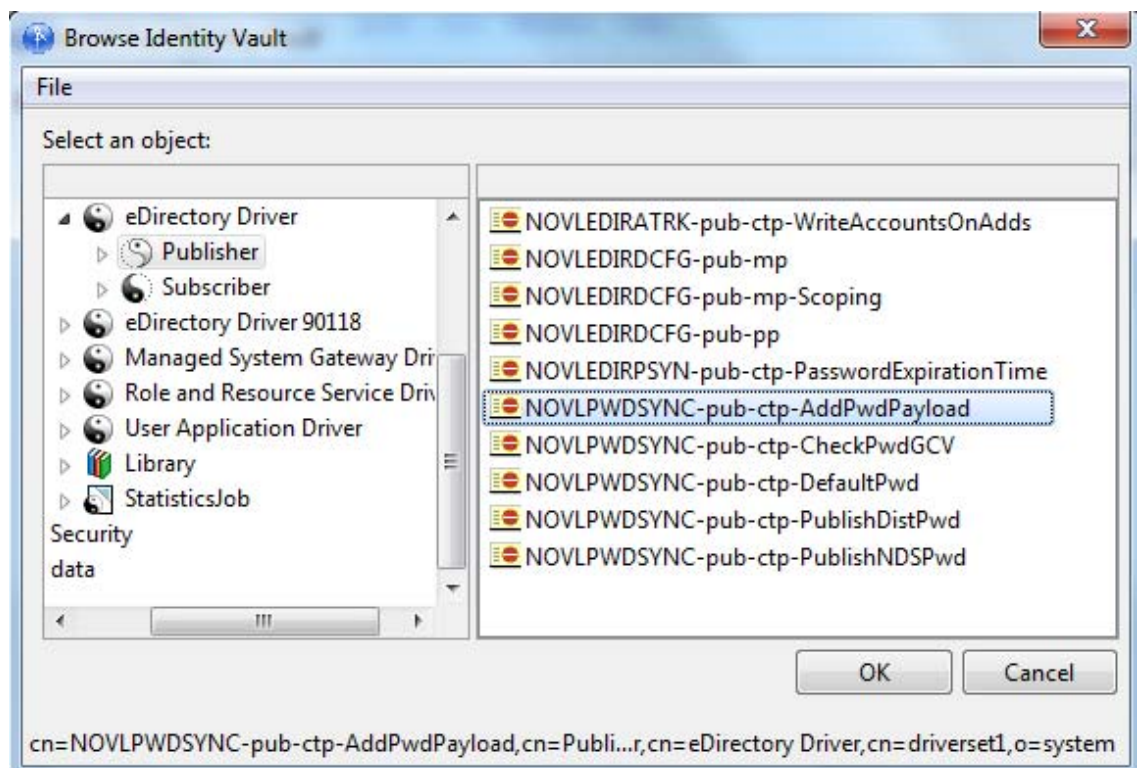 Browse Identity Vault
File
Select an object:
eDirectory Driver
Publisher
Subscriber
eDirectory Driver 90118
Managed System Gateway Dri
Role and Resource Service Driv
User Application Driver
Library
StatisticsJob
Security
data
NOVLEDIRATRK-pub-ctp-WriteAccountsOnAdds
NOVLEDIRDCFG-pub-mp
NOVLEDIRDCFG-pub-mp-Scoping
NOVLEDIRDCFG-pub-pp
NOVLEDIRPSYN-pub-ctp-PasswordExpirationTime
NOVLPWDSYNC-pub-ctp-AddPwdPayload
NOVLPWDSYNC-pub-ctp-CheckPwdGCV
NOVLPWDSYNC-pub-ctp-DefaultPwd
NOVLPWDSYNC-pub-ctp-PublishDistPwd
NOVLPWDSYNC-pub-ctp-PublishNDSPwd
OK Cancel
cn=NOVLPWDSYNC-pub-ctp-AddPwdPayload,cn=Publi...r,cn=eDirectory Driver,cn=driverset1,o=system